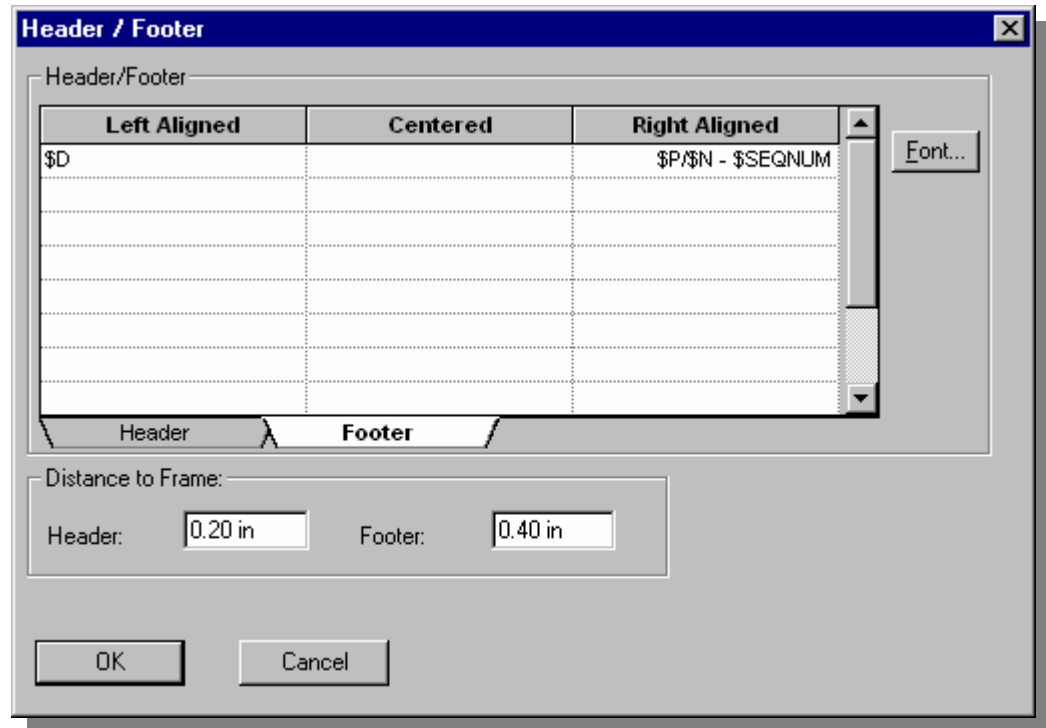 Header / Footer
Header/Footer
Left Aligned Centered Right Aligned
$D $P/$N - $SEQNUM
Font...
Header Footer
Distance to Frame:
Header: 0.20 in Footer: 0.40 in
OK Cancel